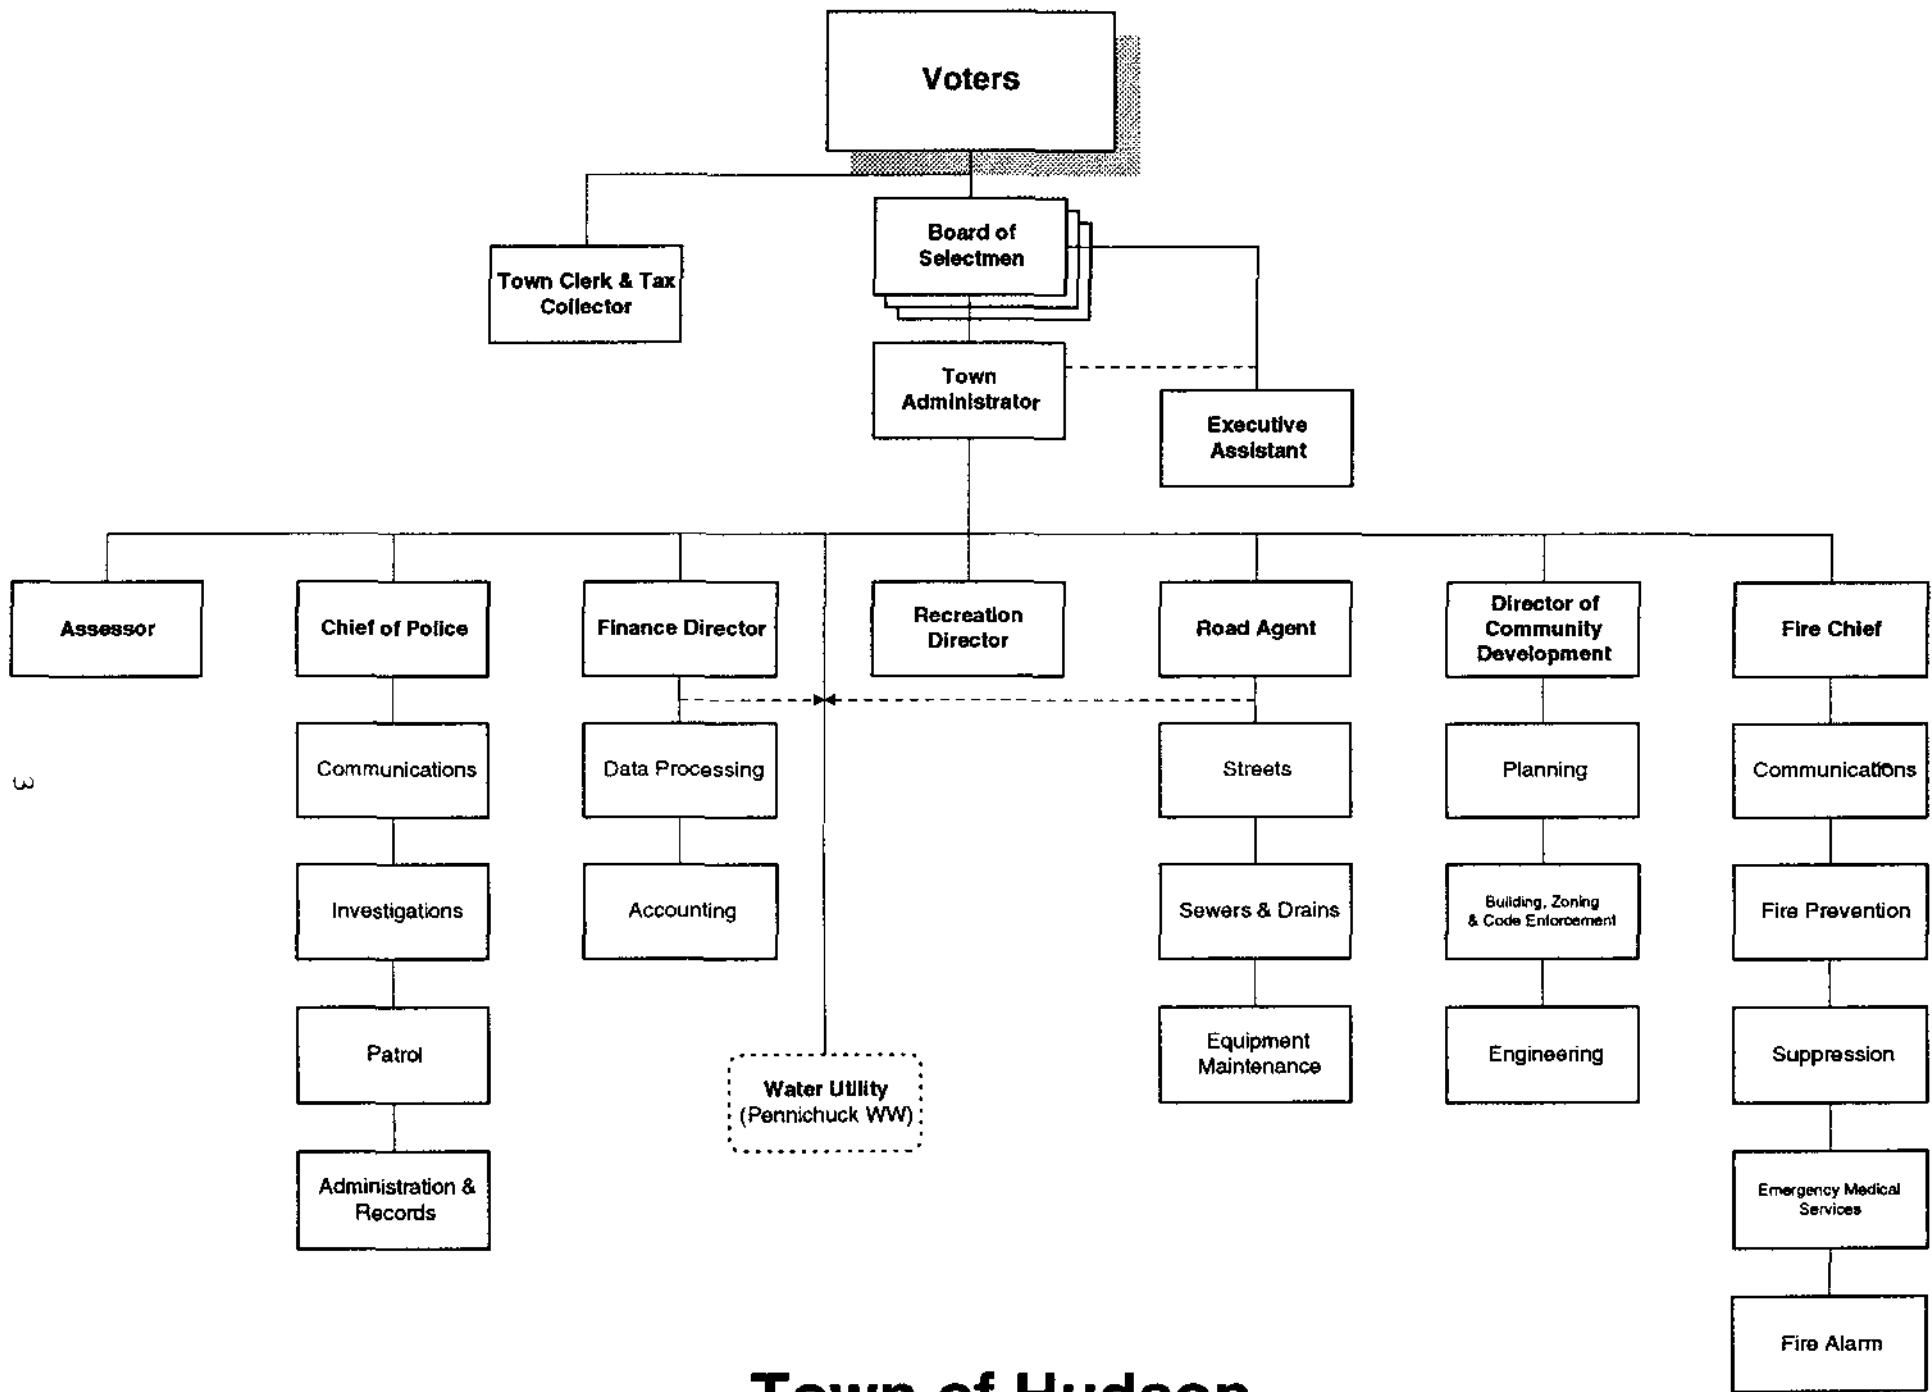 Voters
Board of
Selectmen
Town Clerk & Tax
Collector
Town
Administrator
Executive
Assistant
Assessor
Chief of Police
Finance Director
Recreation
Director
Road Agent
Director of
Community
Development
Fire Chief
Communications
Data Processing
Streets
Planning
Communications
3
Investigations
Accounting
Sewers & Drains
Building, Zoning
& Code Enforcement
Fire Prevention
Patrol
Water Utility
(Pennichuck WW)
Equipment
Maintenance
Engineering
Suppression
Administration &
Records
Emergency Medical
Services
Fire Alarm
Town of Hudson